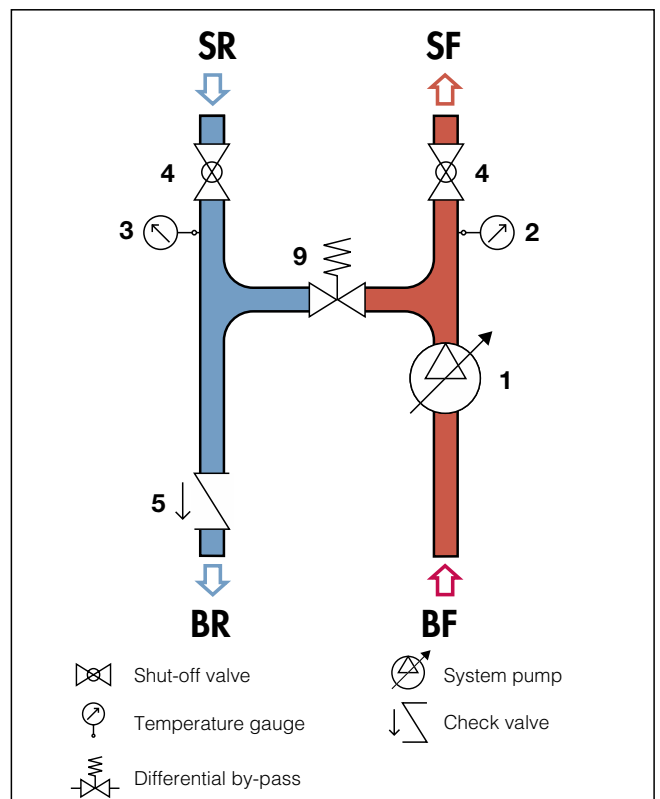 SR SF
4 4
3 2
9
1
5
BR BF
Shut-off valve System pump
Temperature gauge Check valve
Differential by-pass